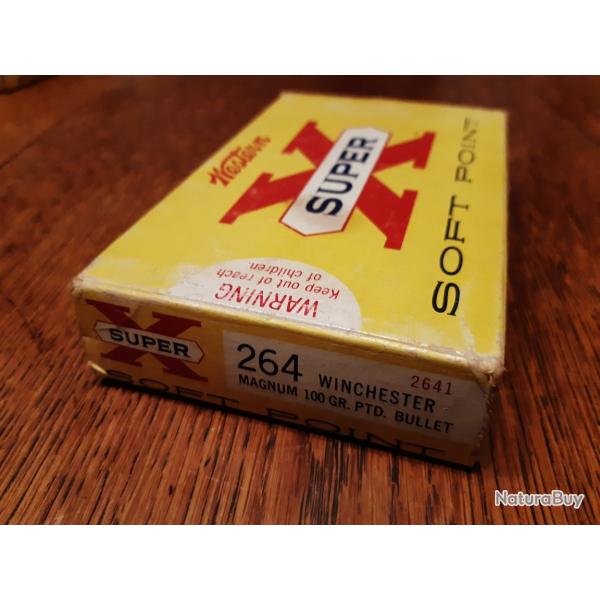 Western
SUPER X
SOFT POINT
WARNING
Keep out of reach
of children.
SUPER X
264 WINCHESTER 2641
MAGNUM 100 GR. PTD. BULLET
SOFT POINT
NaturaBuy